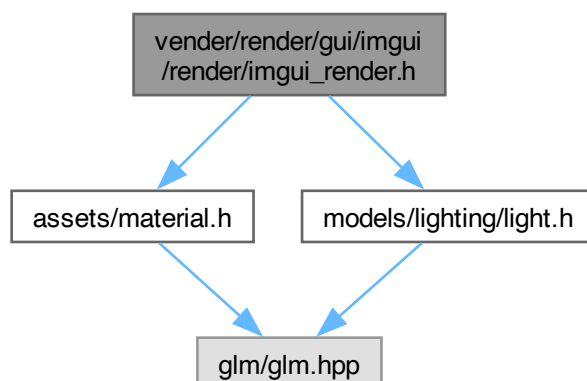 vender/render/gui/imgui
/render/imgui_render.h
assets/material.h
models/lighting/light.h
glm/glm.hpp